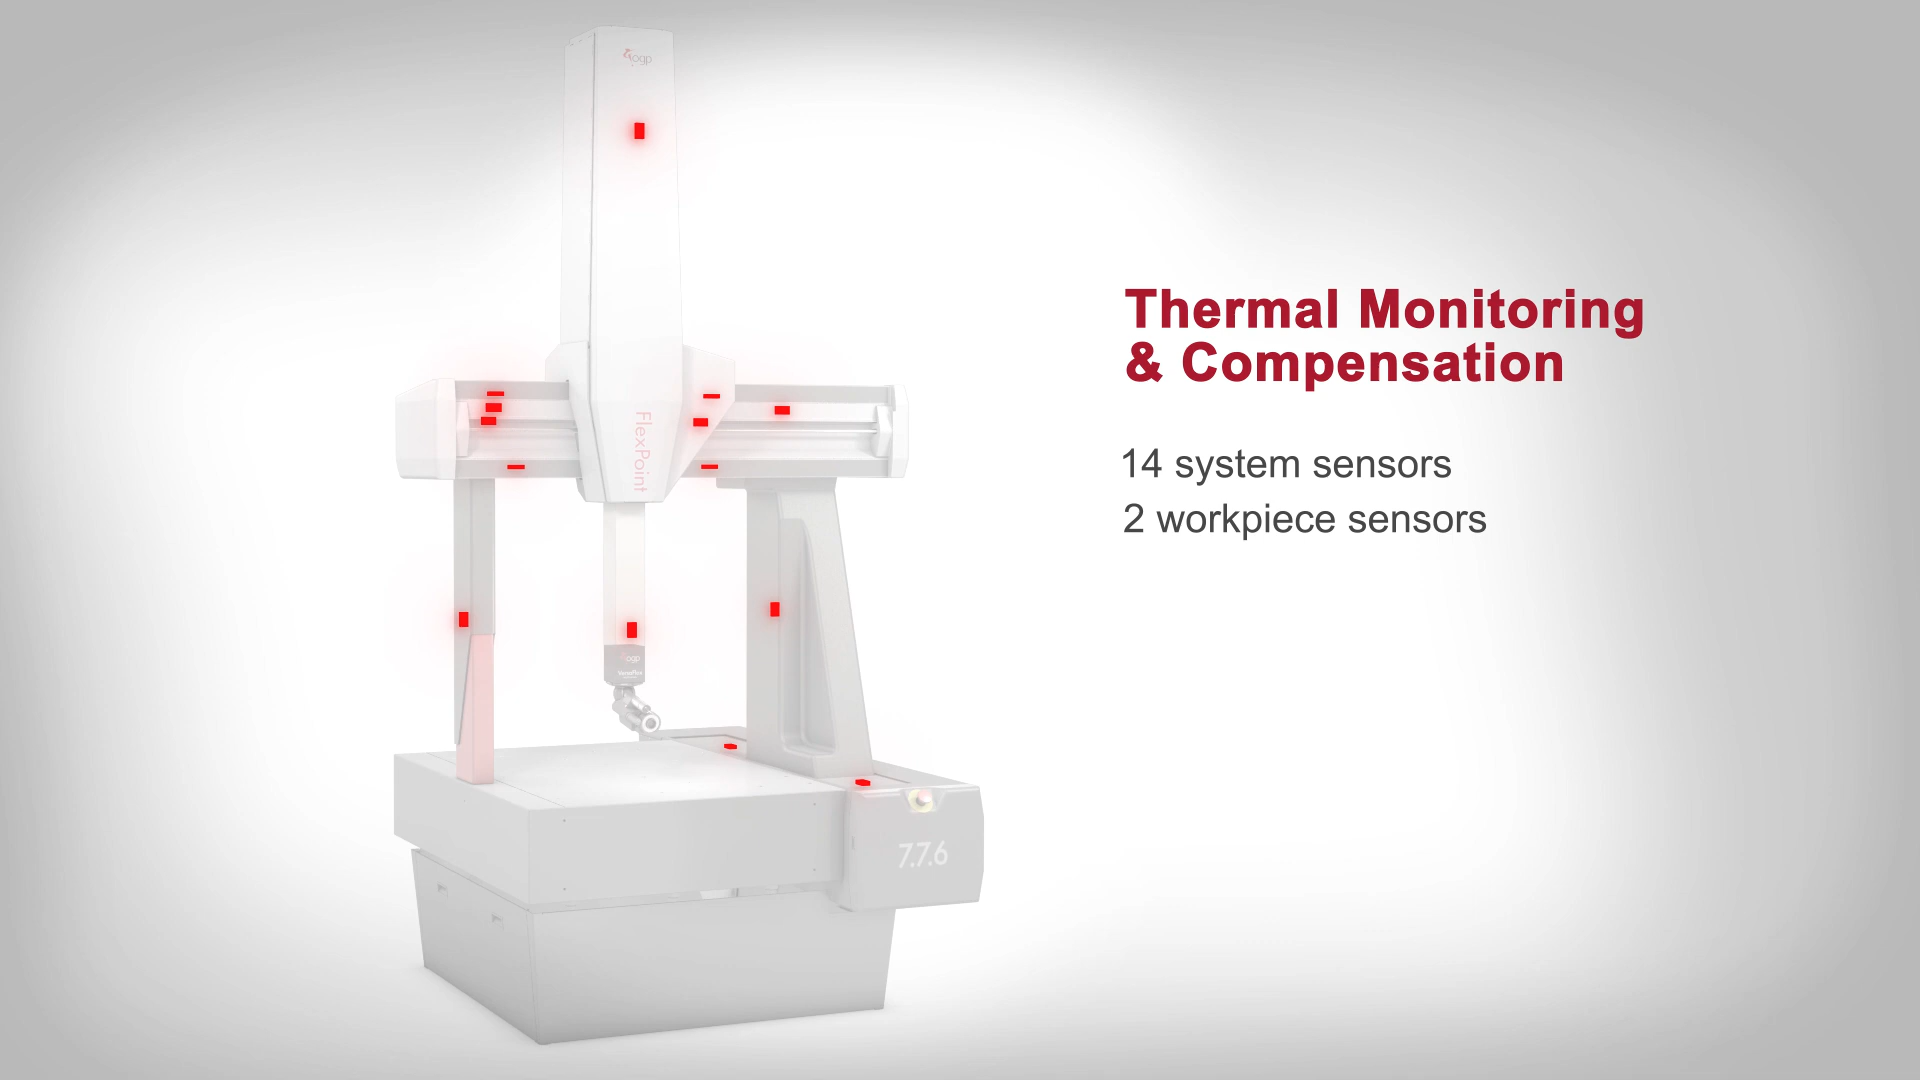 ogp
Thermal Monitoring
& Compensation
FlexPoint
14 system sensors
2 workpiece sensors
ogp
7.7.6